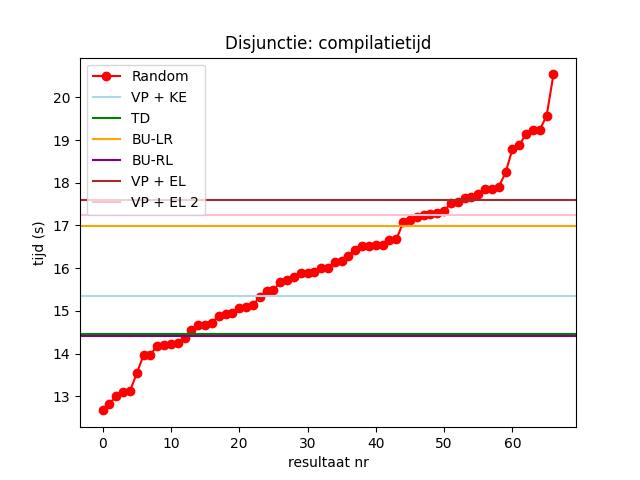 Disjunctie: compilatietijd
Random
VP + KE
TD
BU-LR
BU-RL
VP + EL
VP + EL 2
tijd (s)
20
19
18
17
16
15
14
13
0 10 20 30 40 50 60
resultaat nr